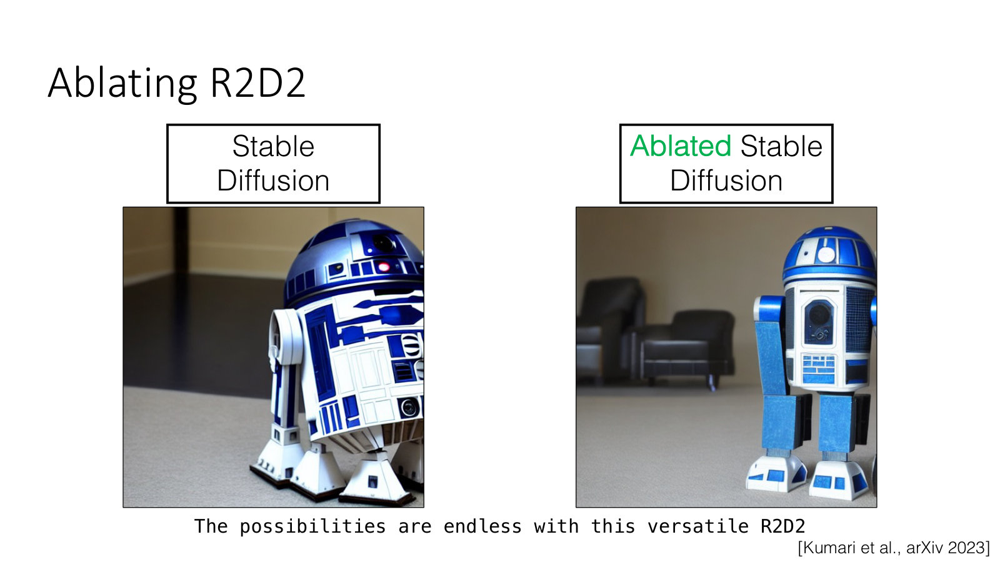 Ablating R2D2
Stable
Diffusion
Ablated Stable
Diffusion
The possibilities are endless with this versatile R2D2
[Kumari et al., arXiv 2023]